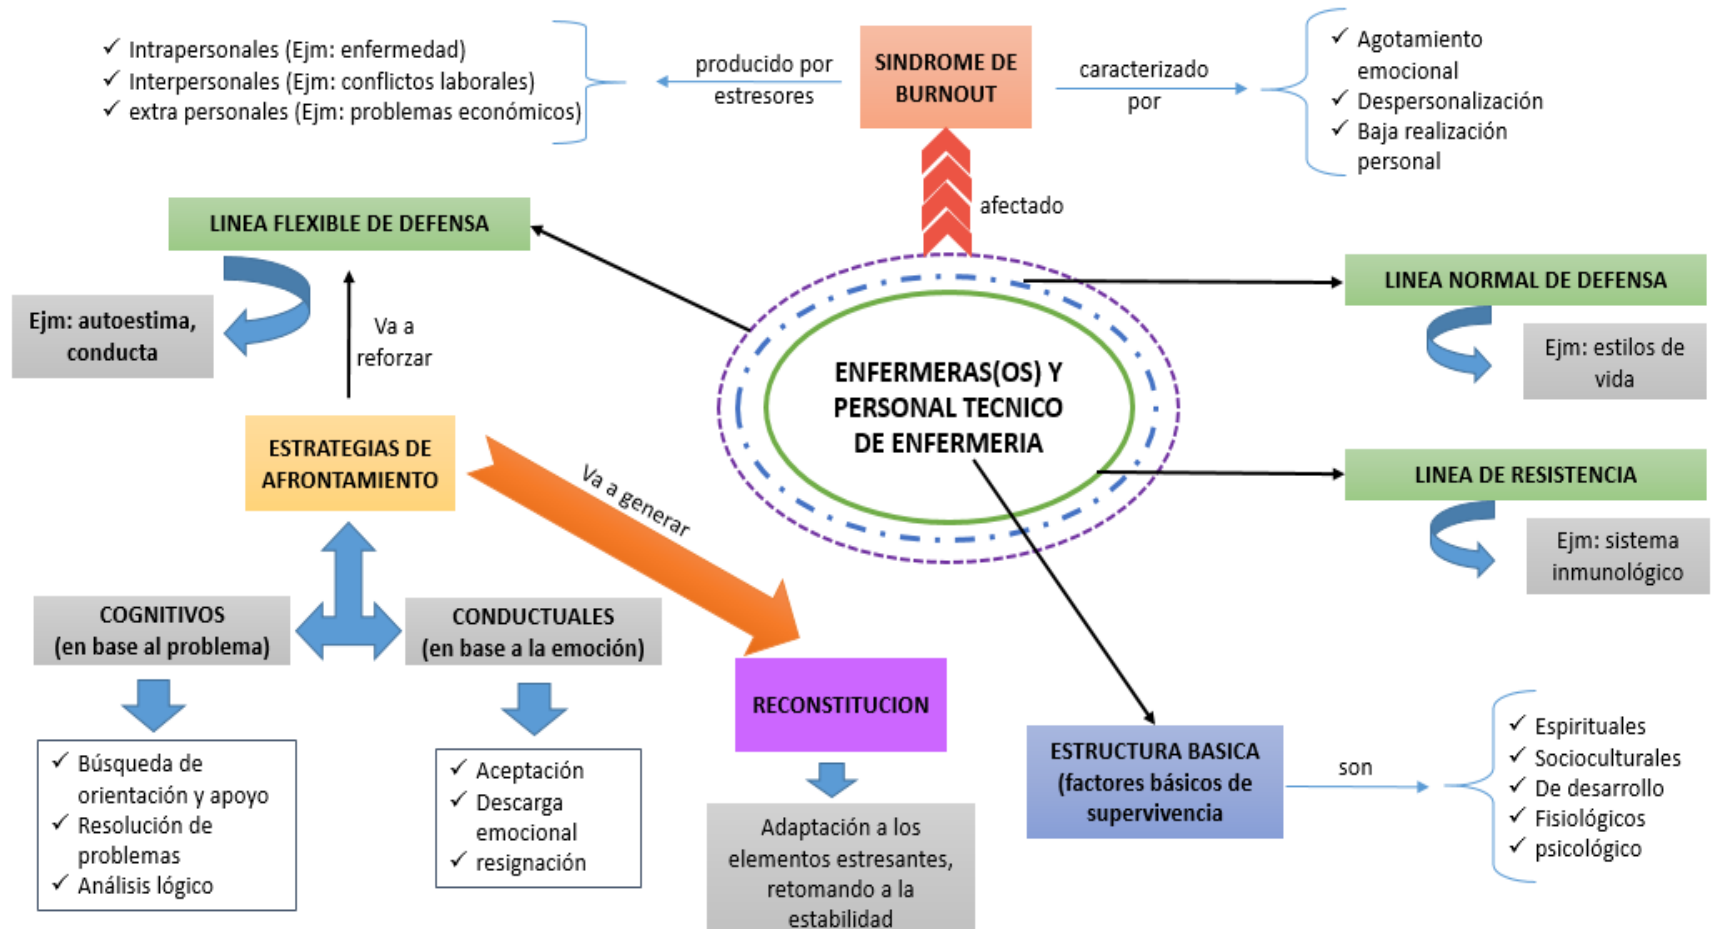 ✓ Intrapersonales (Ejm: enfermedad)
✓ Interpersonales (Ejm: conflictos laborales)
✓ extra personales (Ejm: problemas económicos)
producido por
estresores
SINDROME DE
BURNOUT
caracterizado
por
✓ Agotamiento
emocional
✓ Despersonalización
✓ Baja realización
personal
afectado
LINEA FLEXIBLE DE DEFENSA
Ejm: autoestima,
conducta
Va a
reforzar
LINEA NORMAL DE DEFENSA
Ejm: estilos de
vida
ENFERMERAS(OS) Y
PERSONAL TECNICO
DE ENFERMERIA
LINEA DE RESISTENCIA
Ejm: sistema
inmunológico
ESTRATEGIAS DE
AFRONTAMIENTO
Va a generar
COGNITIVOS
(en base al problema)
CONDUCTUALES
(en base a la emoción)
✓ Búsqueda de
orientación y apoyo
✓ Resolución de
problemas
✓ Análisis lógico
✓ Aceptación
✓ Descarga
emocional
✓ resignación
RECONSTITUCION
Adaptación a los
elementos estresantes,
retomando a la
estabilidad
ESTRUCTURA BASICA
(factores básicos de
supervivencia
son
✓ Espirituales
✓ Socioculturales
✓ De desarrollo
✓ Fisiológicos
✓ psicológico